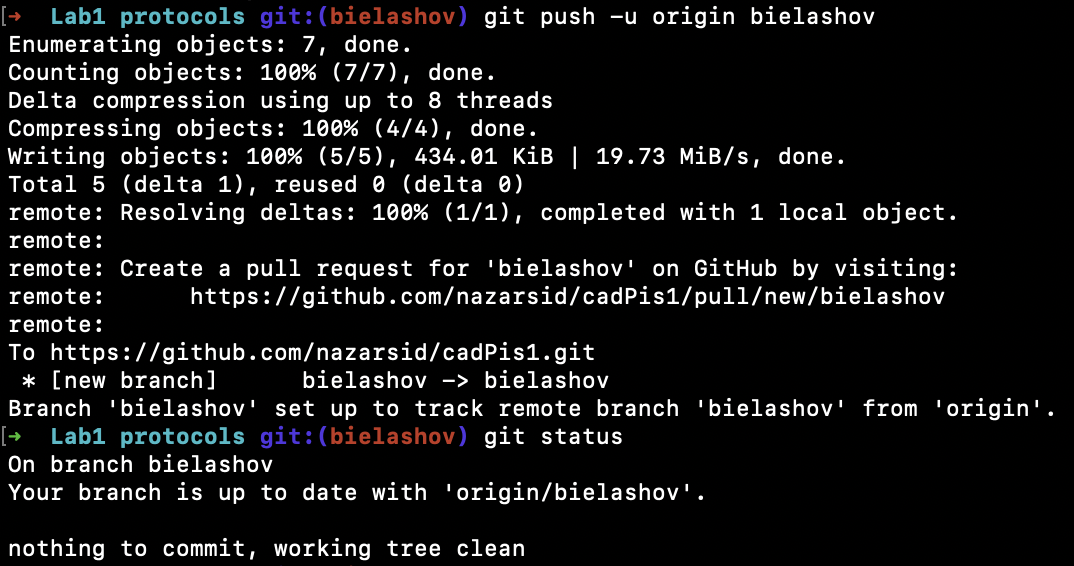 [➜  Lab1 protocols git:(bielashov) git push -u origin bielashov
Enumerating objects: 7, done.
Counting objects: 100% (7/7), done.
Delta compression using up to 8 threads
Compressing objects: 100% (4/4), done.
Writing objects: 100% (5/5), 434.01 KiB | 19.73 MiB/s, done.
Total 5 (delta 1), reused 0 (delta 0)
remote: Resolving deltas: 100% (1/1), completed with 1 local object.
remote:
remote: Create a pull request for 'bielashov' on GitHub by visiting:
remote:      https://github.com/nazarsid/cadPis1/pull/new/bielashov
remote:
To https://github.com/nazarsid/cadPis1.git
 * [new branch]      bielashov -> bielashov
Branch 'bielashov' set up to track remote branch 'bielashov' from 'origin'.
[➜  Lab1 protocols git:(bielashov) git status
On branch bielashov
Your branch is up to date with 'origin/bielashov'.

nothing to commit, working tree clean